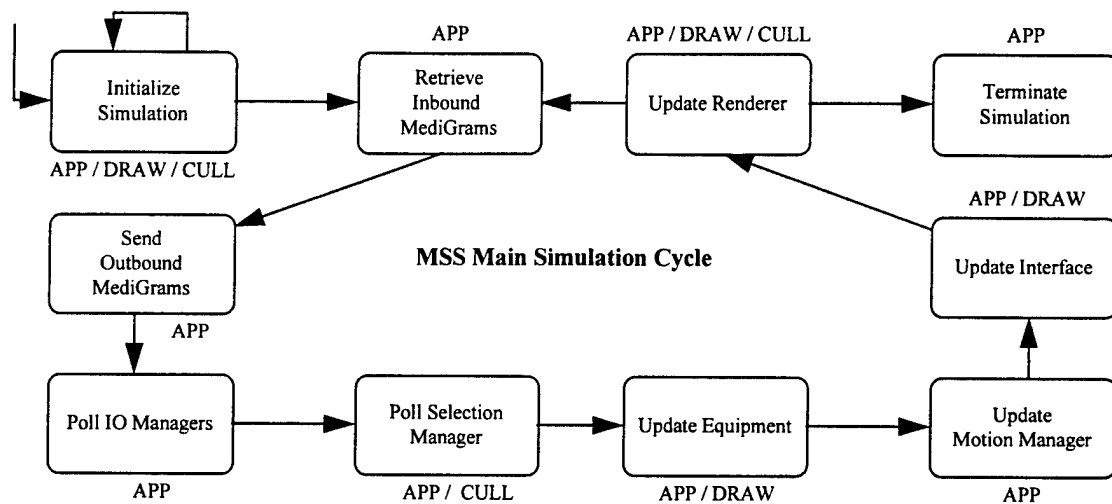 APP
APP / DRAW / CULL
APP
Initialize
Simulation
Retrieve
Inbound
MediGrams
Update Renderer
Terminate
Simulation
APP / DRAW / CULL
APP / DRAW
Send
Outbound
MediGrams
MSS Main Simulation Cycle
Update Interface
APP
Poll IO Managers
Poll Selection
Manager
Update Equipment
Update
Motion Manager
APP
APP / CULL
APP / DRAW
APP